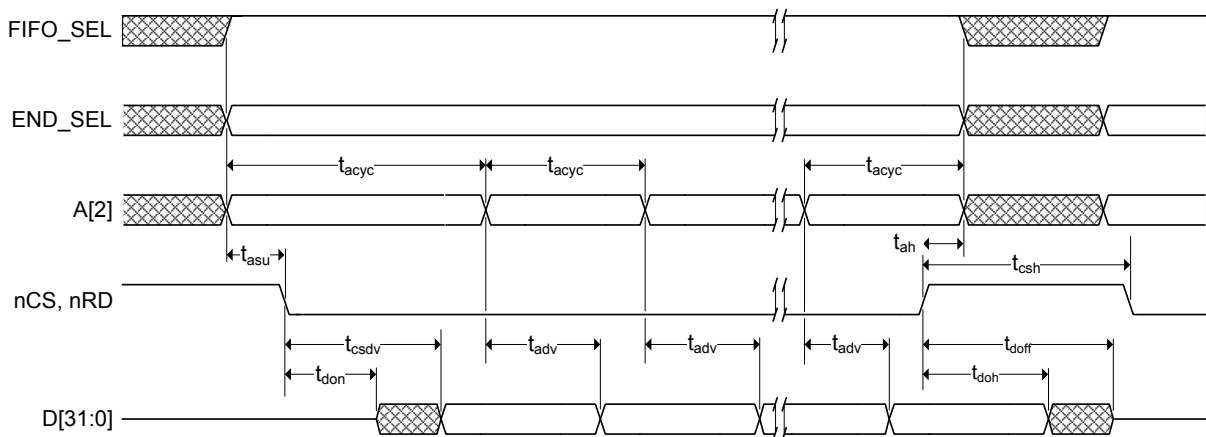 FIFO_SEL
END_SEL
tacyc tacyc tacyc
A[2]
tah
tasu tcsh
nCS, nRD
tcsdv tadv tadv tadv tdoff
tdon tdoh
D[31:0]